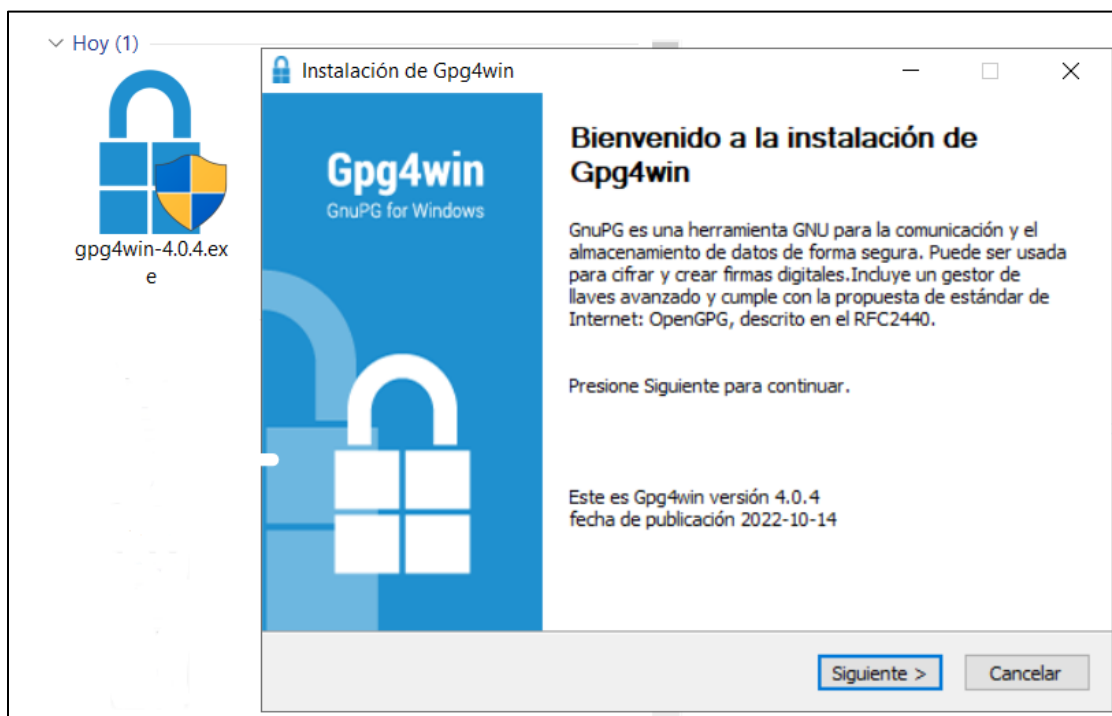 Hoy (1)
gpg4win-4.0.4.ex
e
Instalación de Gpg4win
Gpg4win
GnuPG for Windows
Bienvenido a la instalación de
Gpg4win
GnuPG es una herramienta GNU para la comunicación y el
almacenamiento de datos de forma segura. Puede ser usada
para cifrar y crear firmas digitales.Incluye un gestor de
llaves avanzado y cumple con la propuesta de estándar de
Internet: OpenGPG, descrito en el RFC2440.
Presione Siguiente para continuar.
Este es Gpg4win versión 4.0.4
fecha de publicación 2022-10-14
Siguiente >
Cancelar